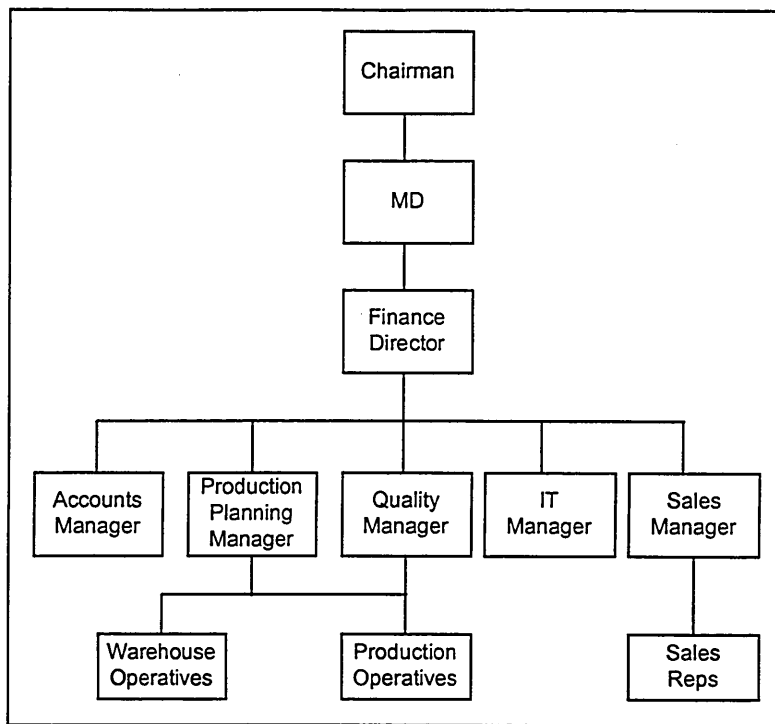 Chairman
MD
Finance
Director
Accounts
Manager
Production
Planning
Manager
Quality
Manager
IT
Manager
Sales
Manager
Warehouse
Operatives
Production
Operatives
Sales
Reps